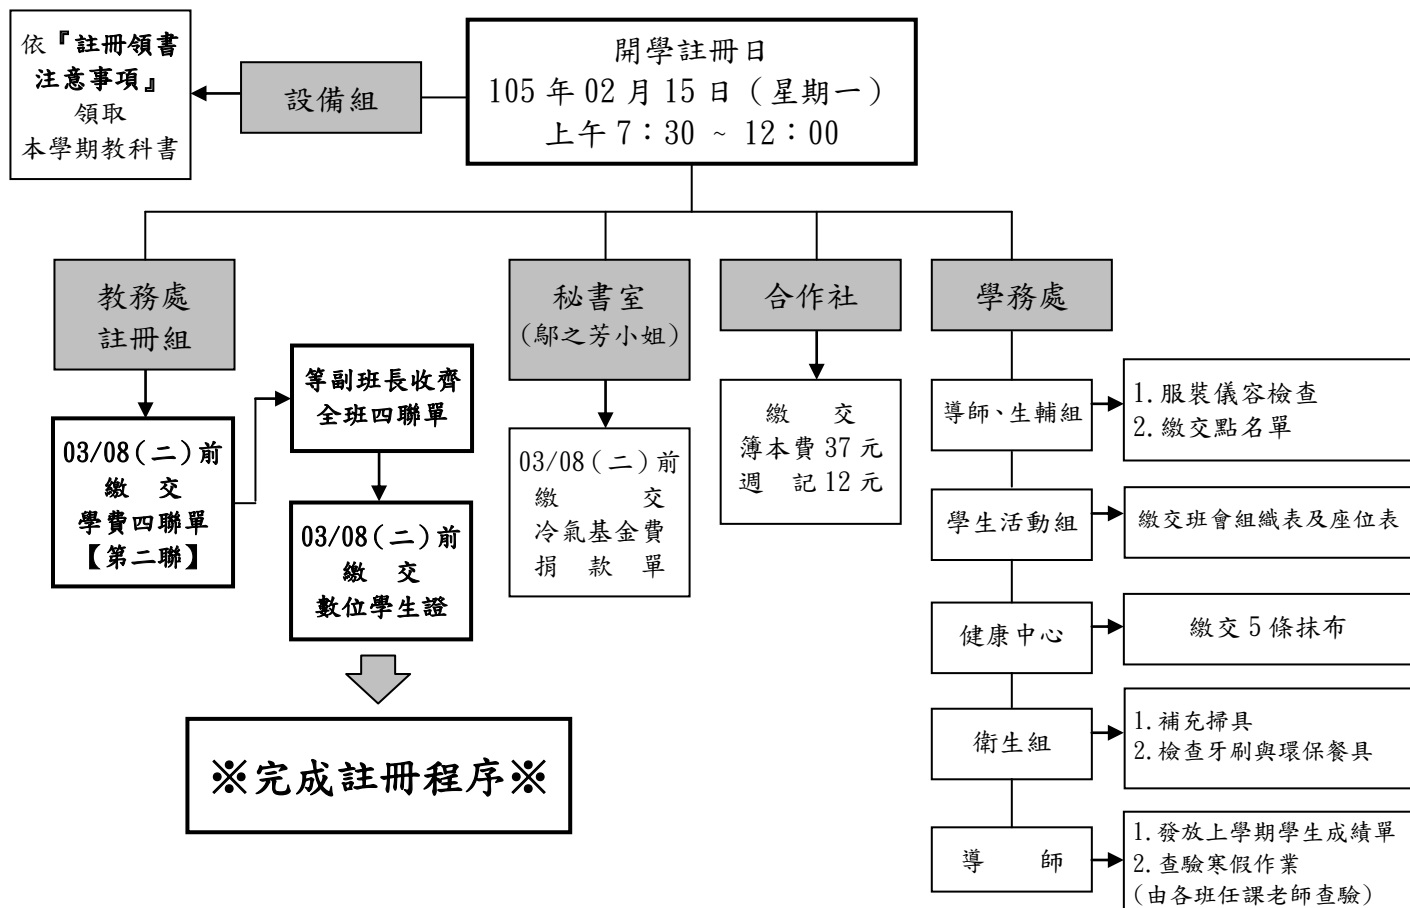 依『註冊領書
注意事項』
領取
本學期教科書
設備組
開學註冊日
105 年 02 月 15 日（星期一）
上午 7：30 ~ 12：00
教務處
註冊組
秘書室
(鄔之芳小姐)
合作社
學務處
03/08(二)前
繳　交
學費四聯單
【第二聯】
等副班長收齊
全班四聯單
03/08(二)前
繳　交
數位學生證
※完成註冊程序※
03/08(二)前
繳　　　交
冷氣基金費
捐　款　單
繳　　交
簿本費 37 元
週　記 12 元
導師、生輔組
1. 服裝儀容檢查
2. 繳交點名單
學生活動組
繳交班會組織表及座位表
健康中心
繳交 5 條抹布
衛生組
1. 補充掃具
2. 檢查牙刷與環保餐具
導　　師
1. 發放上學期學生成績單
2. 查驗寒假作業
(由各班任課老師查驗)